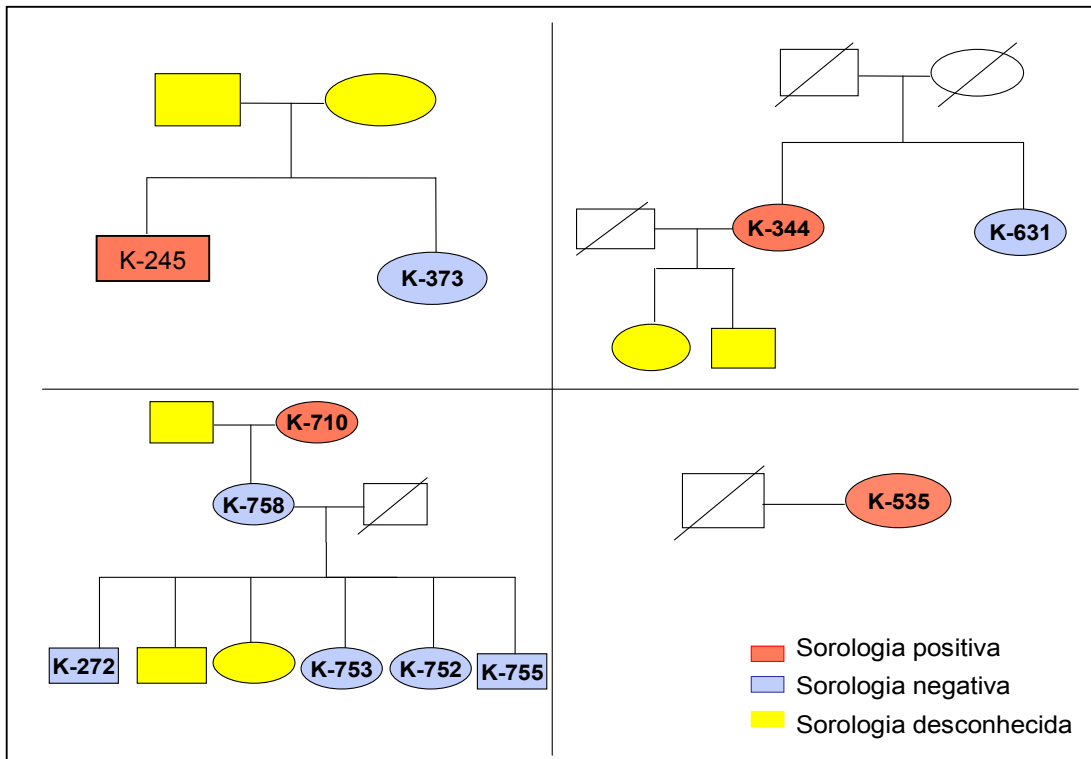 K-344
K-631
K-245
K-373
K-710
K-758
K-535
K-272
K-753
K-752
K-755
Sorologia positiva
Sorologia negativa
Sorologia desconhecida